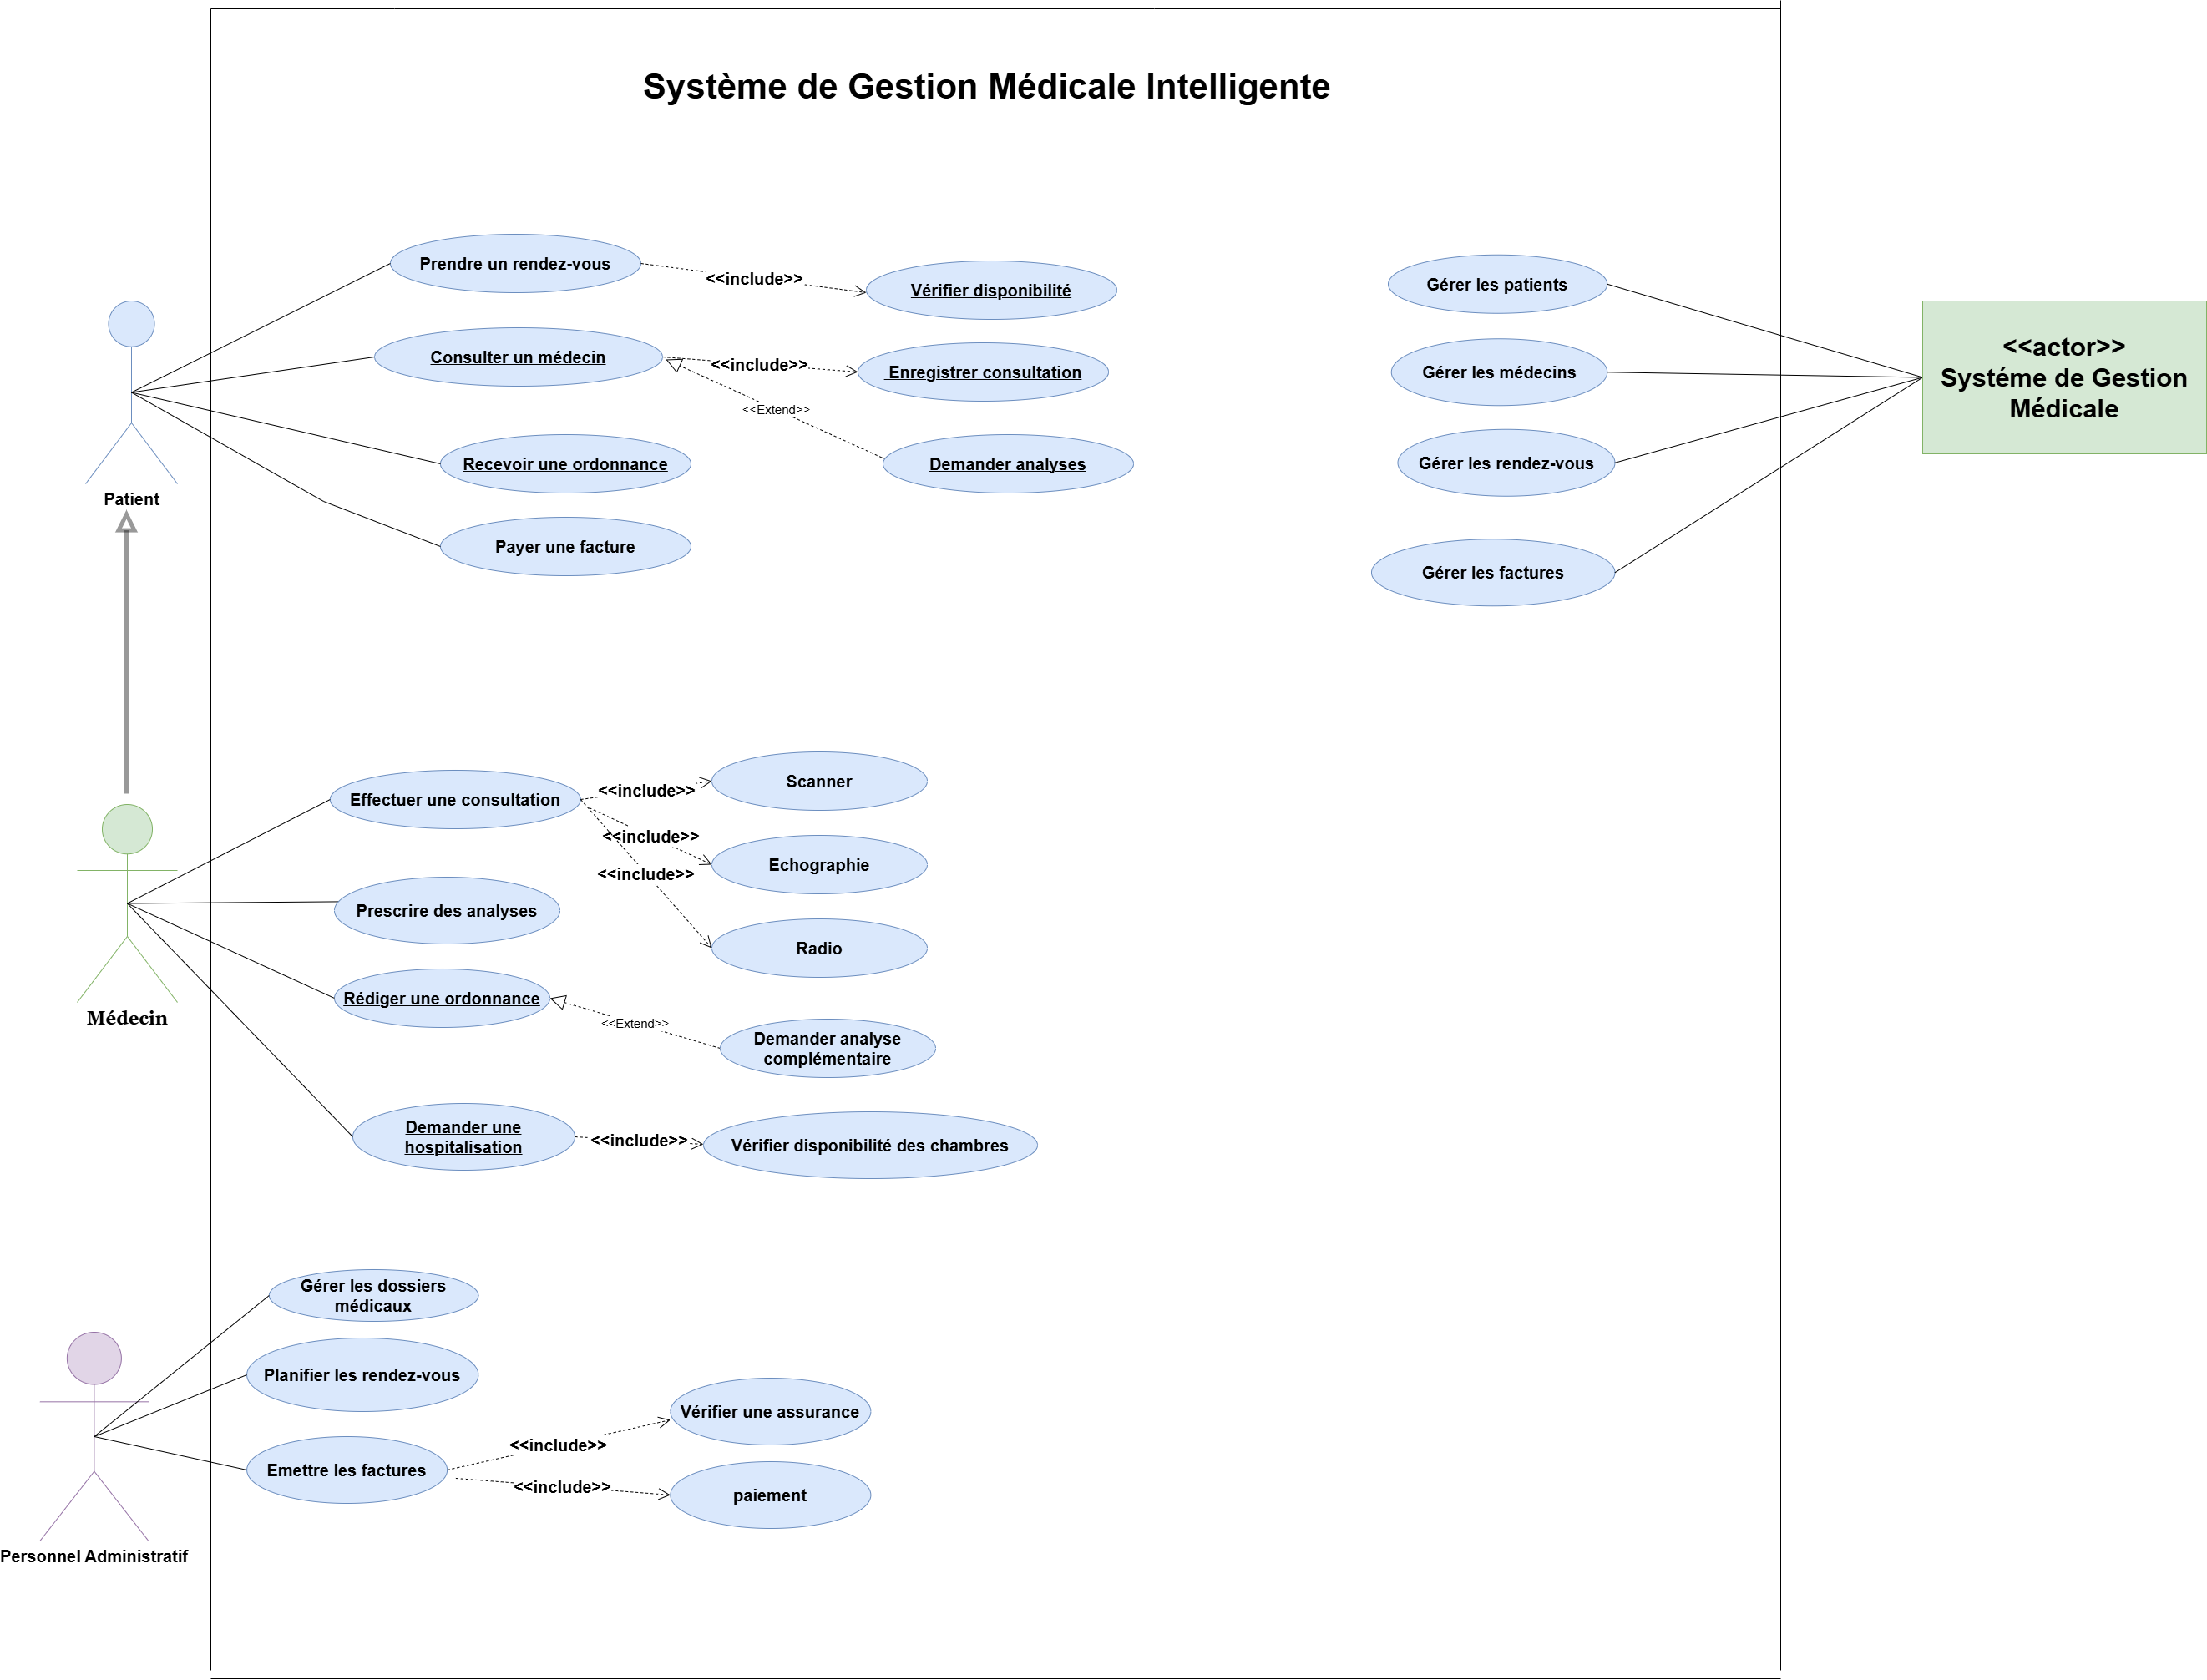 Système de Gestion Médicale Intelligente
Prendre un rendez-vous
<<include>>
Vérifier disponibilité
Consulter un médecin
<<include>>
Enregistrer consultation
<<Extend>>
Recevoir une ordonnance
Demander analyses
Payer une facture
Patient
Gérer les patients
Gérer les médecins
Gérer les rendez-vous
Gérer les factures
<<actor>>
Systéme de Gestion
Médicale
Effectuer une consultation
<<include>>
Scanner
<<include>>
Echographie
<<include>>
Radio
Prescrire des analyses
Rédiger une ordonnance
<<Extend>>
Demander analyse
complémentaire
Médecin
Demander une
hospitalisation
<<include>>
Vérifier disponibilité des chambres
Gérer les dossiers
médicaux
Planifier les rendez-vous
Emettre les factures
<<include>>
Vérifier une assurance
<<include>>
paiement
Personnel Administratif